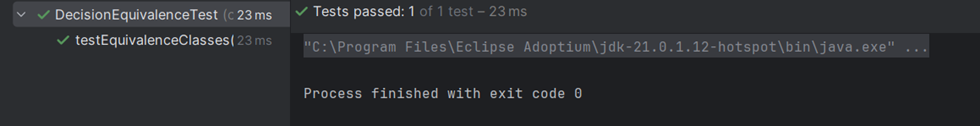 DecisionEquivalenceTest (c 23 ms
testEquivalenceClasses( 23 ms
Tests passed: 1 of 1 test – 23 ms
"C:\Program Files\Eclipse Adoptium\jdk-21.0.1.12-hotspot\bin\java.exe" ...
Process finished with exit code 0